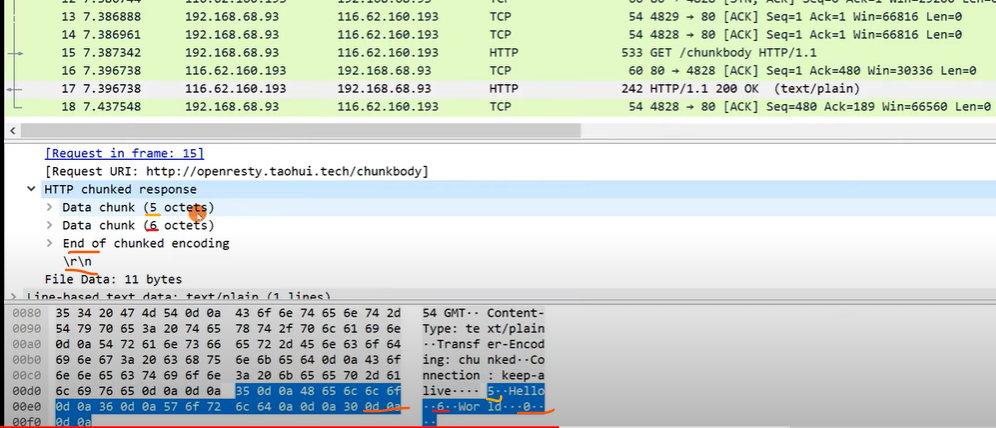 13 7.386888 192.168.68.93 116.62.160.193 TCP 54 4829 → 80 [ACK] Seq=1 Ack=1 Win=66816 Len=0
14 7.386961 192.168.68.93 116.62.160.193 TCP 54 4828 → 80 [ACK] Seq=1 Ack=1 Win=66816 Len=0
15 7.387342 192.168.68.93 116.62.160.193 HTTP 533 GET /chunkbody HTTP/1.1
16 7.396738 116.62.160.193 192.168.68.93 TCP 60 80 → 4828 [ACK] Seq=1 Ack=480 Win=30336 Len=0
17 7.396738 116.62.160.193 192.168.68.93 HTTP 242 HTTP/1.1 200 OK (text/plain)
18 7.437548 192.168.68.93 116.62.160.193 TCP 54 4828 → 80 [ACK] Seq=480 Ack=189 Win=66560 Len=0
[Request in frame: 15]
[Request URI: http://openresty.taohui.tech/chunkbody]
HTTP chunked response
Data chunk (5 octets)
Data chunk (6 octets)
End of chunked encoding
\r\n
File Data: 11 bytes
Line-based text data: text/plain (1 lines)
0080 35 34 20 47 4d 54 0d 0a 43 6f 6e 74 65 6e 74 2d 54 GMT·· Content-
0090 54 79 70 65 3a 20 74 65 78 74 2f 70 6c 61 69 6e Type: te xt/plain
00a0 0d 0a 54 72 61 6e 73 66 65 72 2d 45 6e 63 6f 64 ··Transf er-Encod
00b0 69 6e 67 3a 20 63 68 75 6e 6b 65 64 0d 0a 43 6f ing: chu nked··Co
00c0 6e 6e 65 63 74 69 6f 6e 3a 20 6b 65 65 70 2d 61 nnection : keep-a
00d0 6c 69 76 65 0d 0a 0d 0a 35 0d 0a 48 65 6c 6c 6f live···· 5··Hello
00e0 0d 0a 36 0d 0a 57 6f 72 6c 64 0a 0d 0a 30 0d 0a ··6··Wor ld···0··
00f0 0d 0a ··